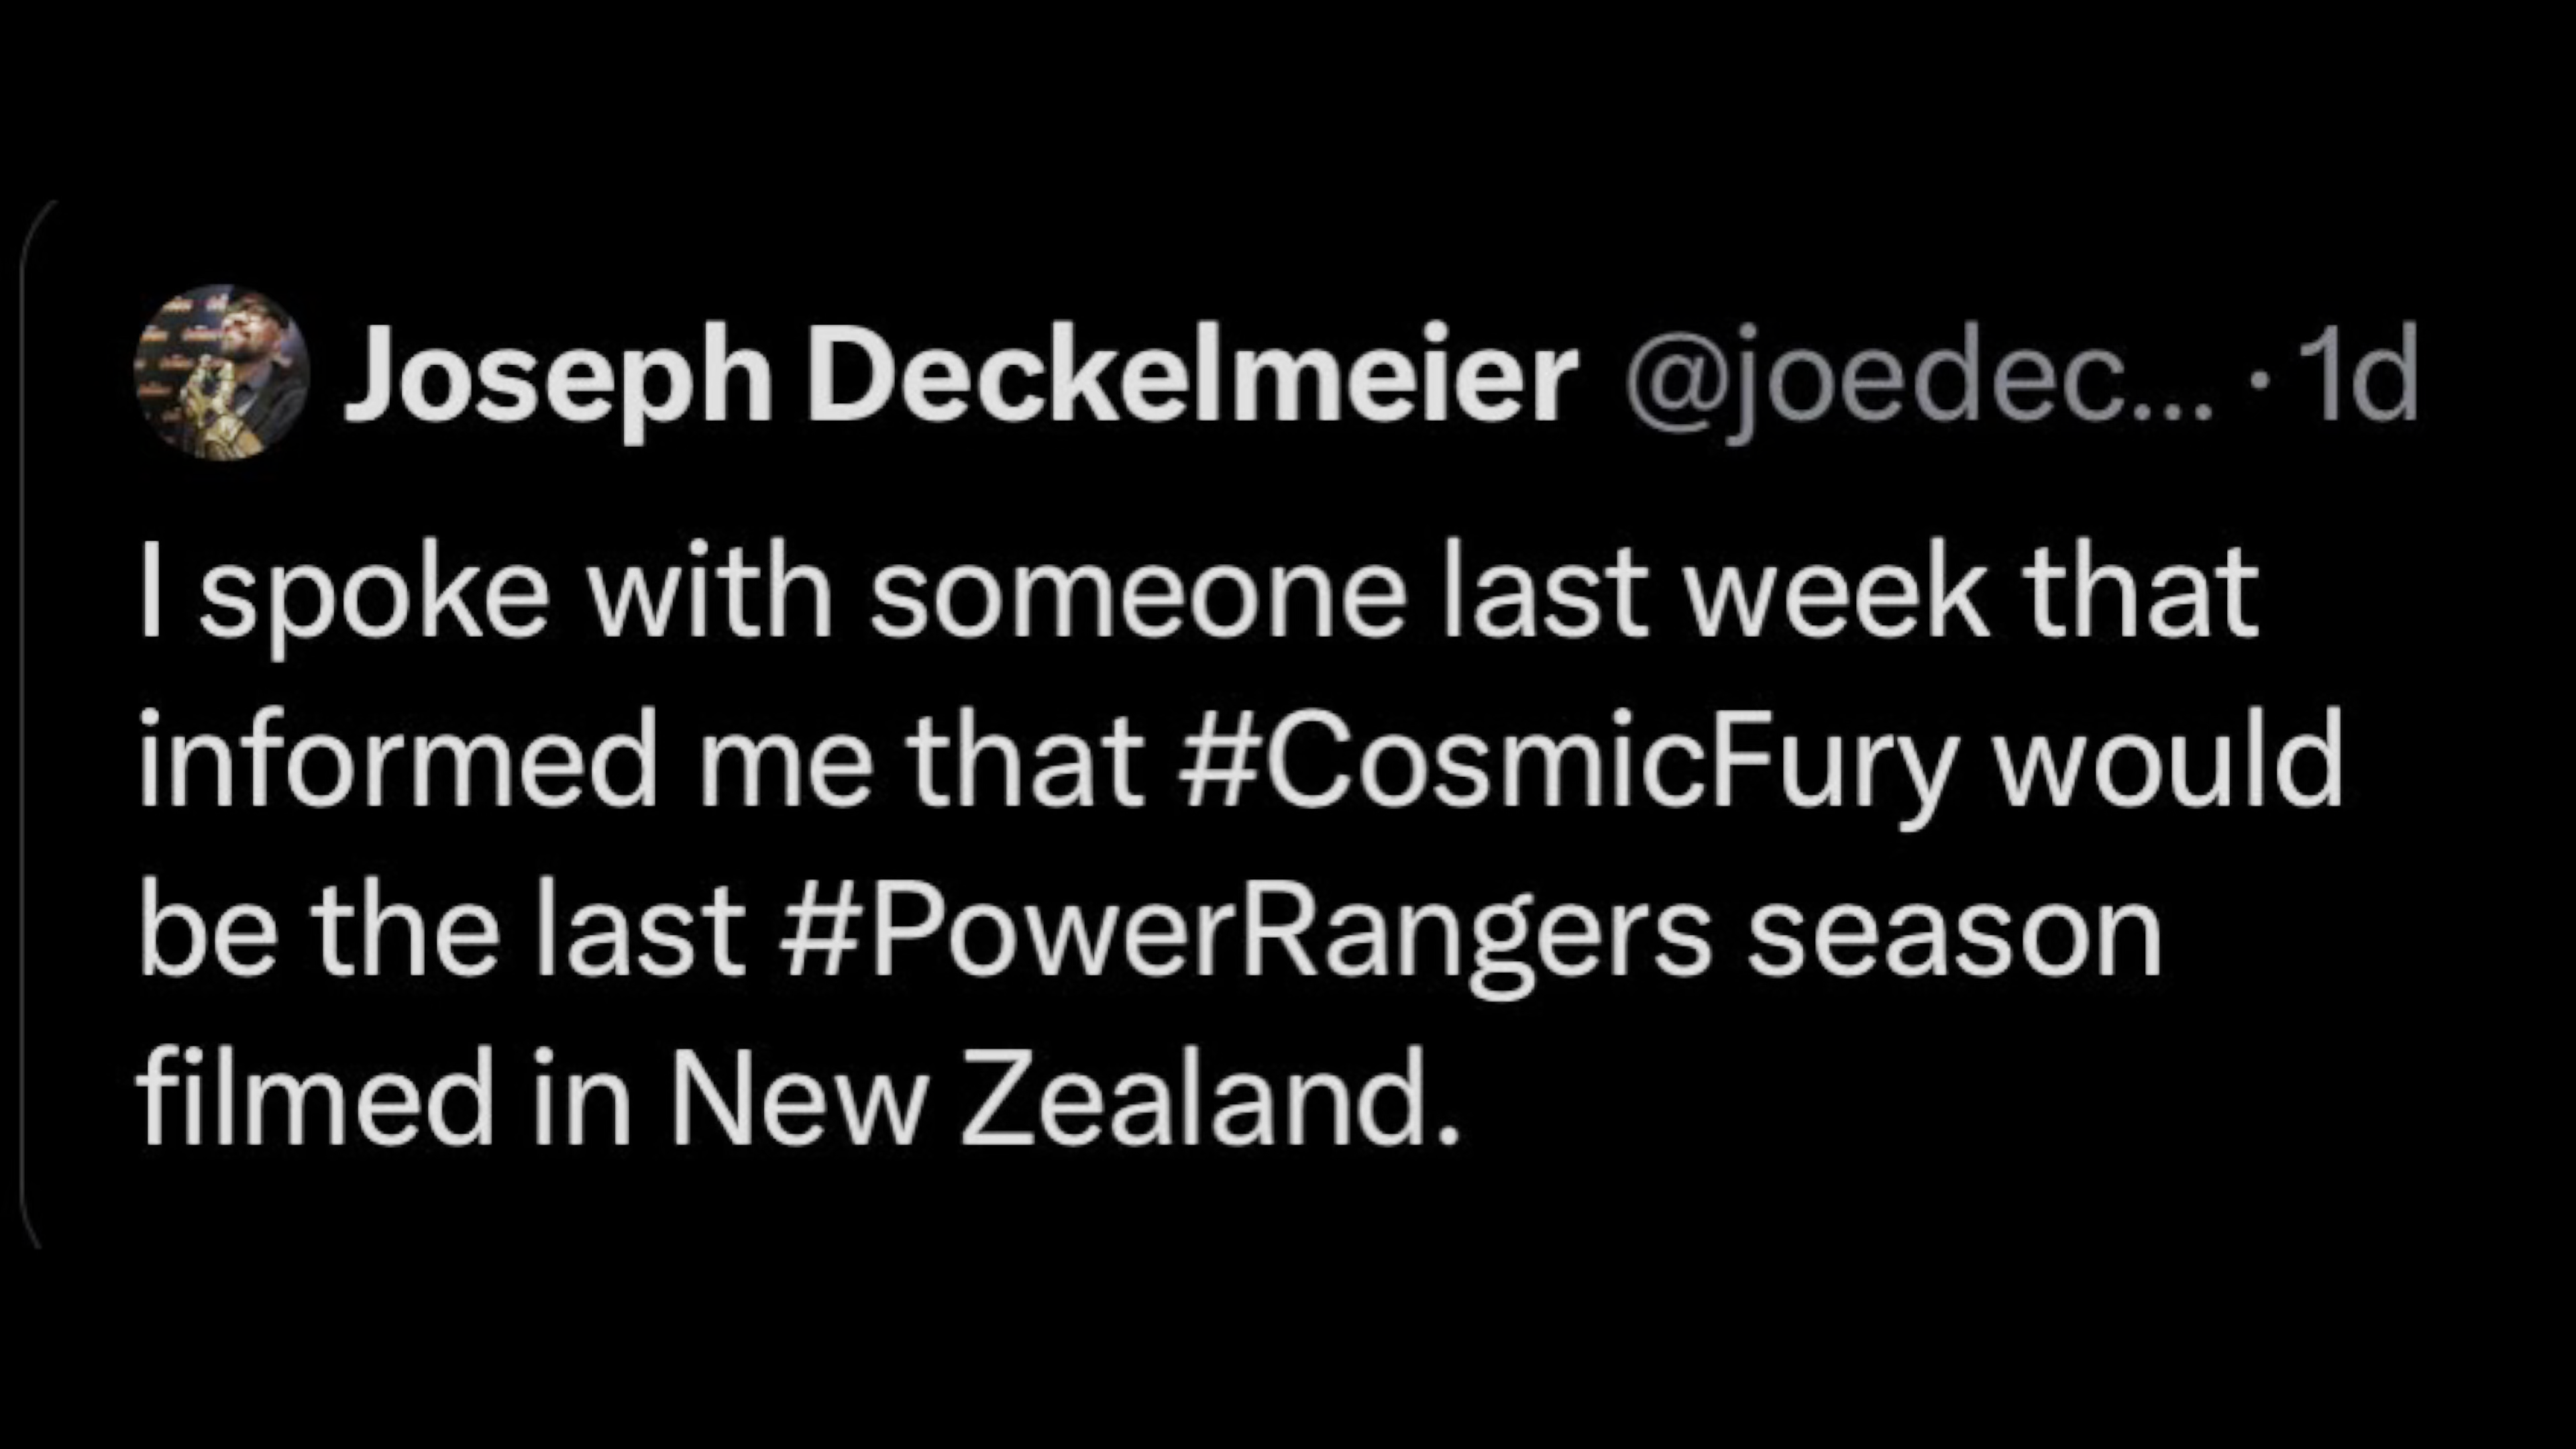 Joseph Deckelmeier @joedec... · 1d
I spoke with someone last week that
informed me that #CosmicFury would
be the last #PowerRangers season
filmed in New Zealand.